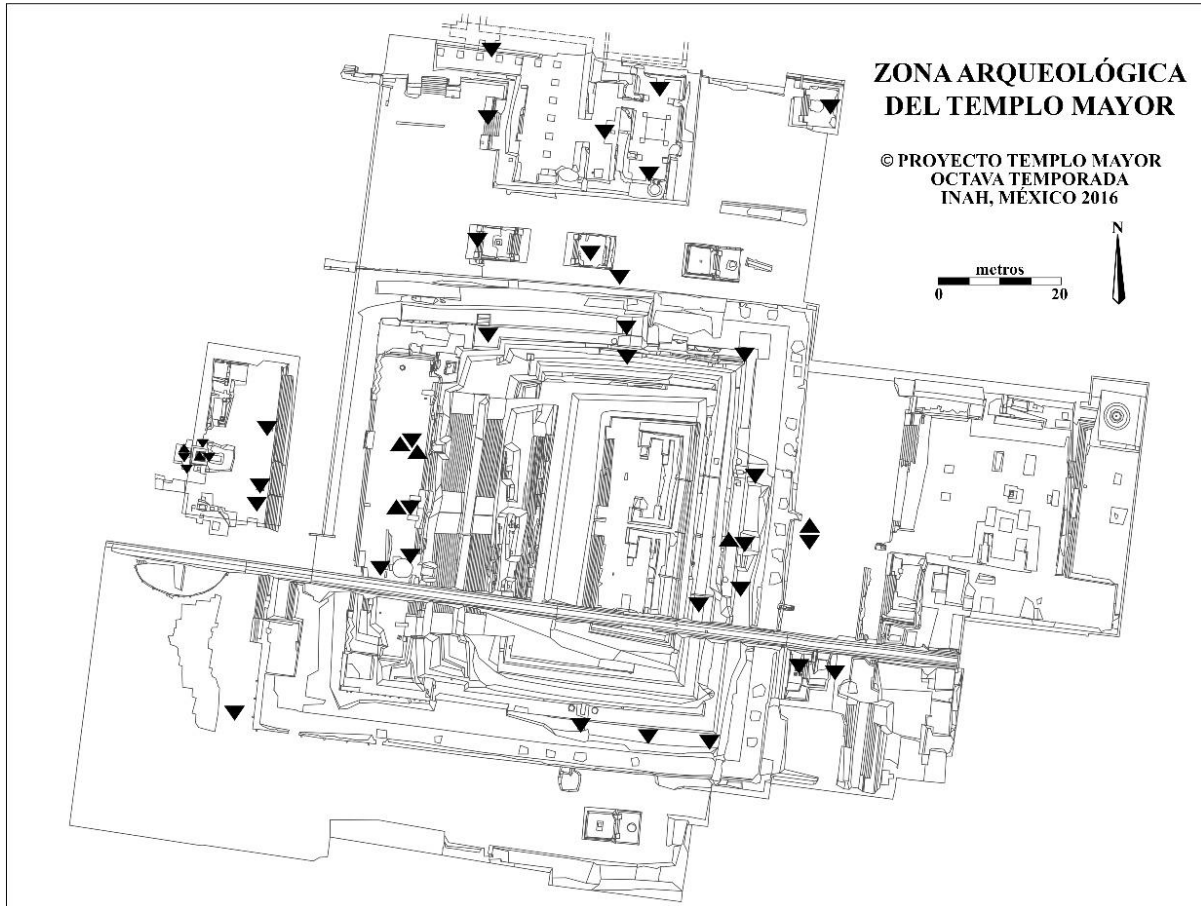 ZONA ARQUEOLÓGICA
DEL TEMPLO MAYOR
© PROYECTO TEMPLO MAYOR
OCTAVA TEMPORADA
INAH, MÉXICO 2016
N
metros
0 20